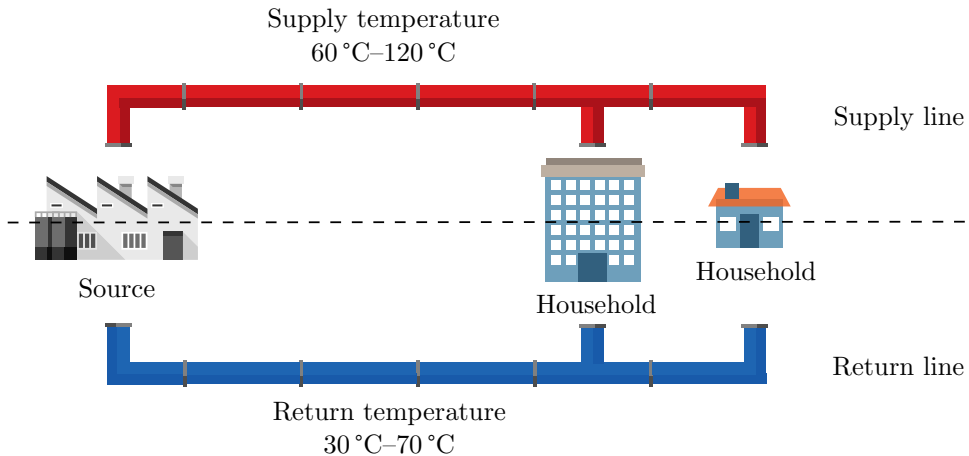 Supply temperature
60 °C–120 °C
Supply line
Source
Household
Household
Return line
Return temperature
30 °C–70 °C